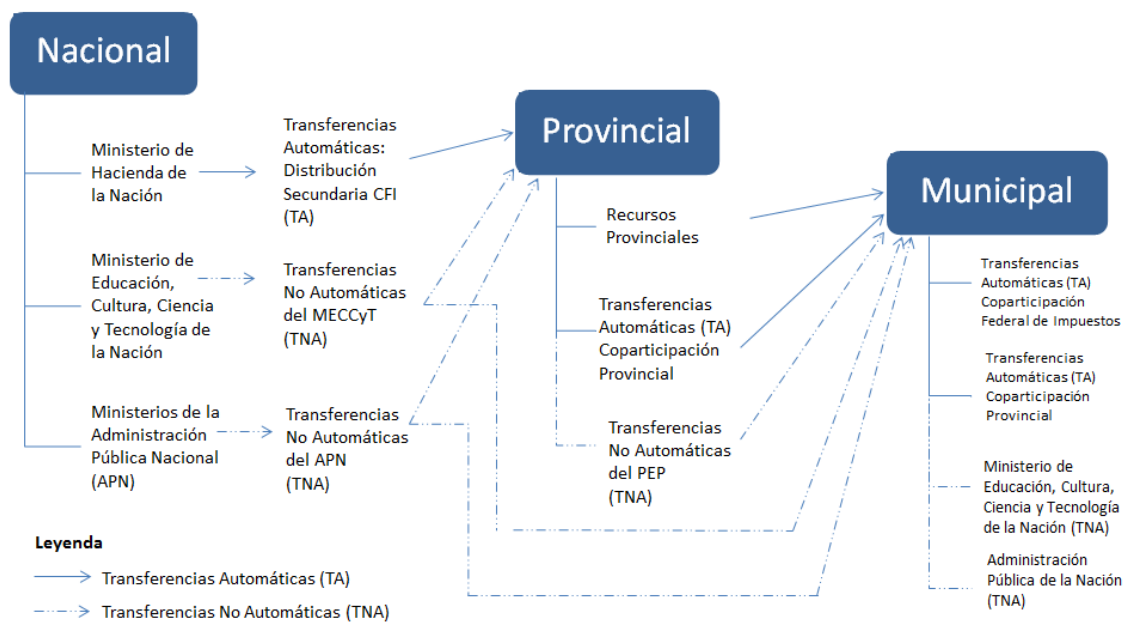 Nacional
Ministerio de
Hacienda de
la Nación
Transferencias
Automáticas:
Distribución
Secundaria CFI
(TA)
Ministerio de
Educación,
Cultura, Ciencia
y Tecnología de
la Nación
Transferencias
No Automáticas
del MECCyT
(TNA)
Ministerios de la
Administración
Pública Nacional
(APN)
Transferencias
No Automáticas
del APN
(TNA)
Provincial
Recursos
Provinciales
Transferencias
Automáticas (TA)
Coparticipación
Provincial
Transferencias
No Automáticas
del PEP
(TNA)
Municipal
Transferencias
Automáticas (TA)
Coparticipación
Federal de Impuestos
Transferencias
Automáticas (TA)
Coparticipación
Provincial
Ministerio de
Educación, Cultura,
Ciencia y Tecnología
de la Nación (TNA)
Administración
Pública de la Nación
(TNA)
Leyenda
Transferencias Automáticas (TA)
Transferencias No Automáticas (TNA)